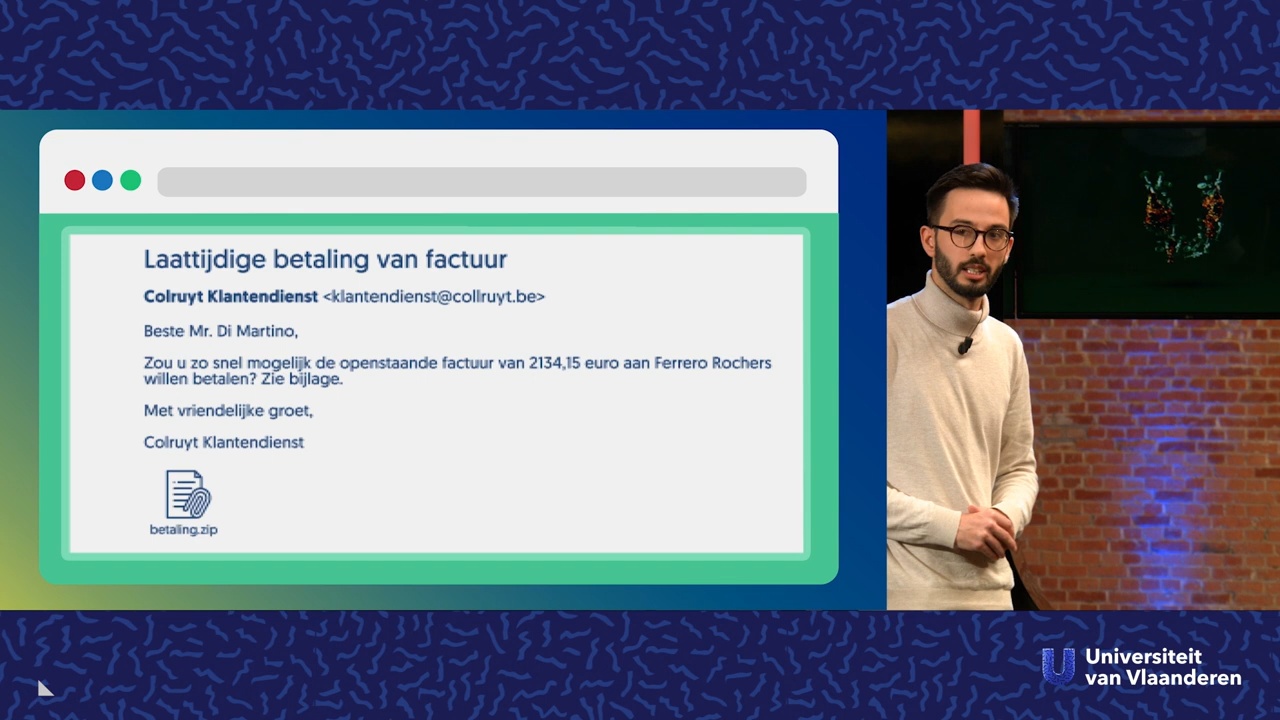 Laattijdige betaling van factuur
Colruyt Klantendienst <klantendienst@collruyt.be>
Beste Mr. Di Martino,
Zou u zo snel mogelijk de openstaande factuur van 2134,15 euro aan Ferrero Rochers
willen betalen? Zie bijlage.
Met vriendelijke groet,
Colruyt Klantendienst
betaling.zip
U
Universiteit
van Vlaanderen